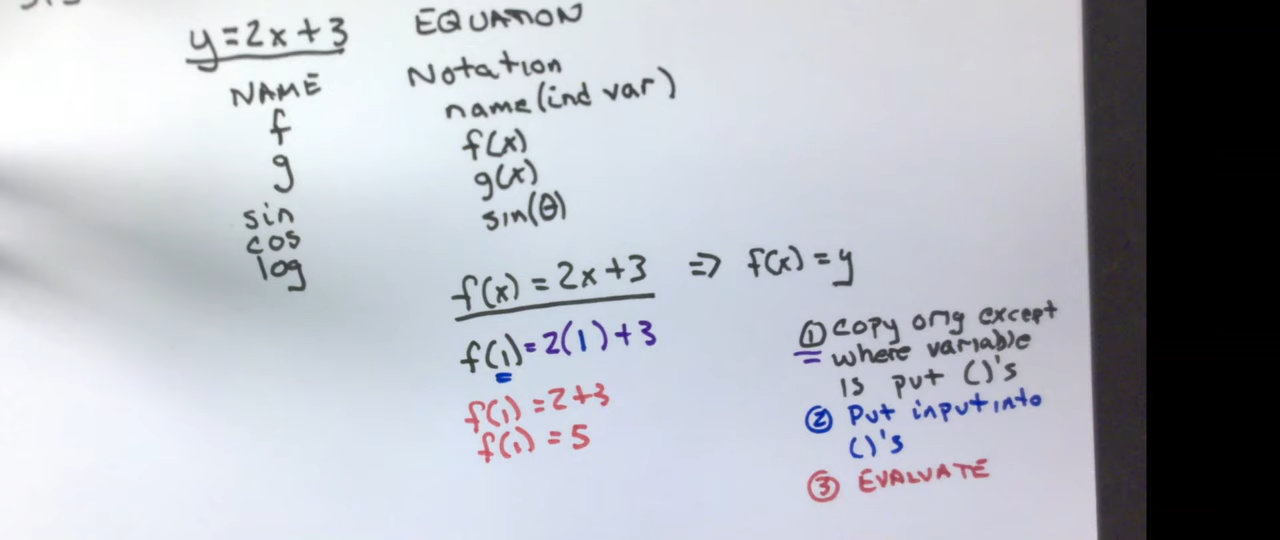 y=2x+3 EQUATION
NAME Notation
name(ind var)
f f(x)
g g(x)
sin sin(θ)
cos
log
f(x) = 2x+3 => f(x) = y
f(1)=2(1)+3
f(1) = 2+3
f(1) = 5
① Copy orig except
where variable
is put ()'s
② Put input into
()'s
③ EVALUATE